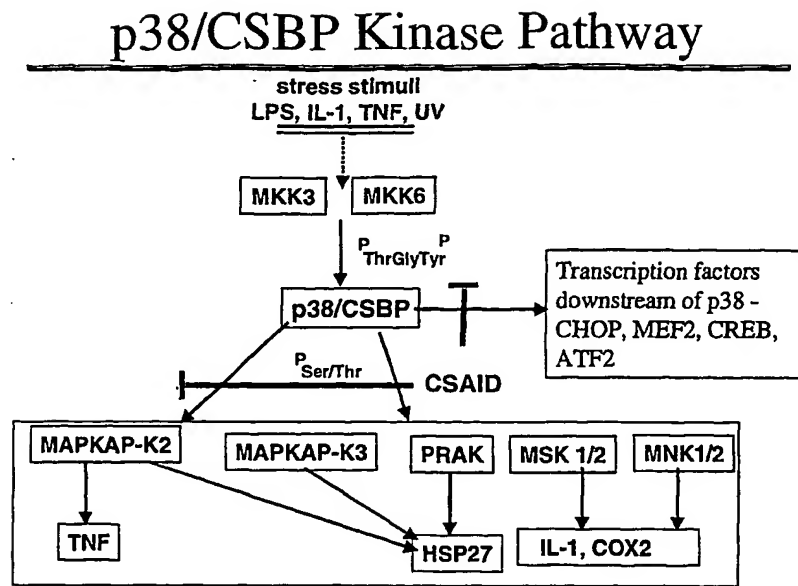 p38/CSBP Kinase Pathway
stress stimuli
LPS, IL-1, TNF, UV
MKK3
MKK6
P P
ThrGlyTyr
p38/CSBP
Transcription factors
downstream of p38 -
CHOP, MEF2, CREB,
ATF2
P
Ser/Thr
CSAID
MAPKAP-K2
MAPKAP-K3
PRAK
MSK 1/2
MNK1/2
TNF
HSP27
IL-1, COX2